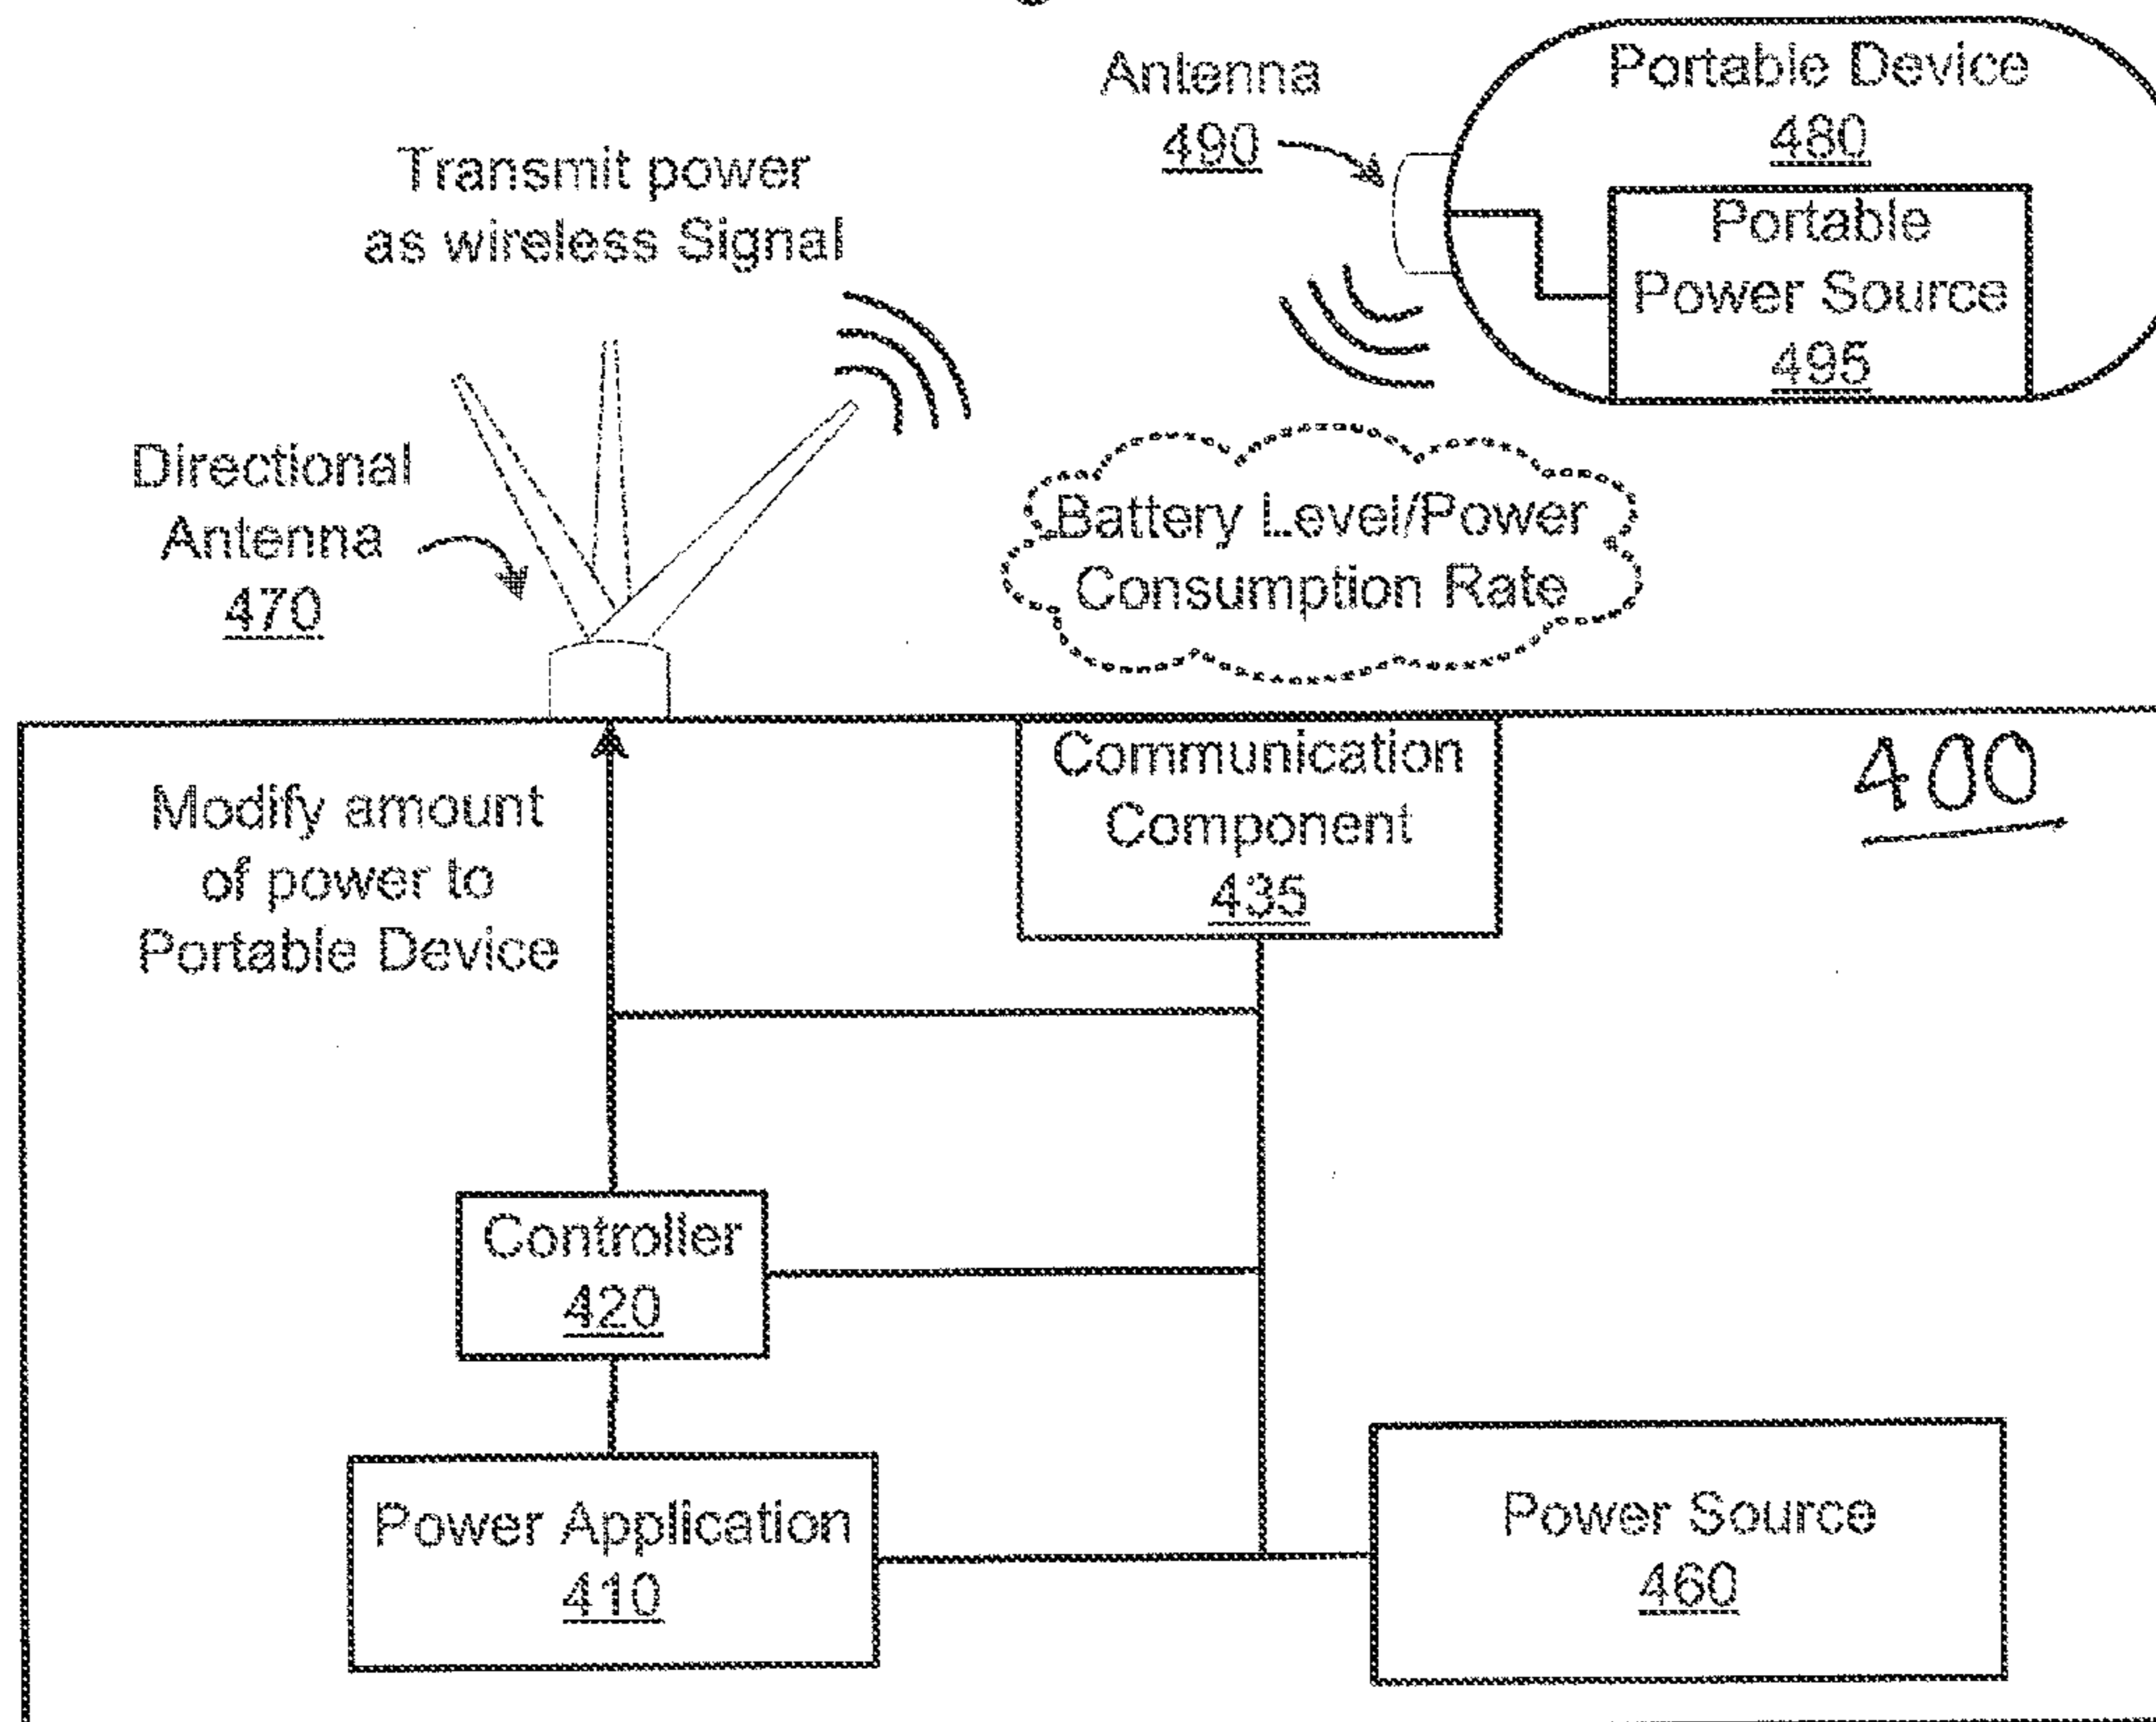 Antenna
490
Portable Device
480
Portable
Power Source
495
Transmit power
as wireless Signal
Directional
Antenna
470
Battery Level/Power
Consumption Rate
400
Modify amount
of power to
Portable Device
Communication
Component
435
Controller
420
Power Application
410
Power Source
460